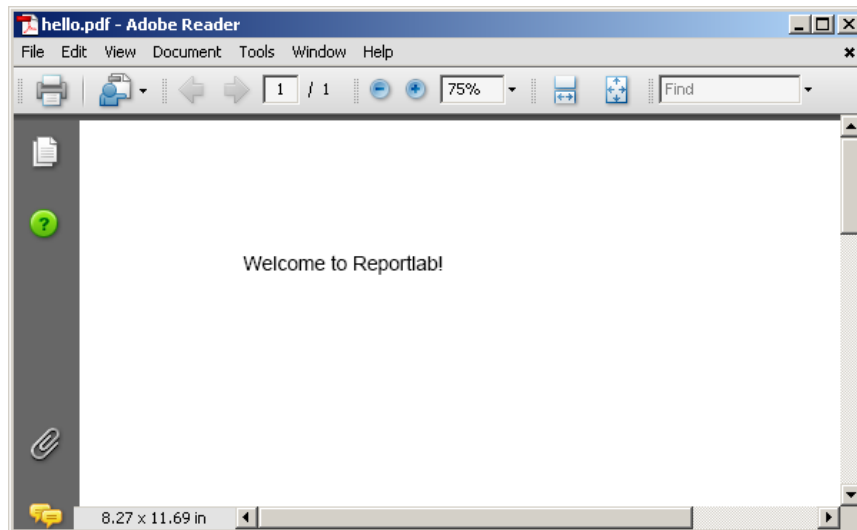 hello.pdf - Adobe Reader
File Edit View Document Tools Window Help
1 / 1 75% Find
?
Welcome to Reportlab!
8.27 x 11.69 in